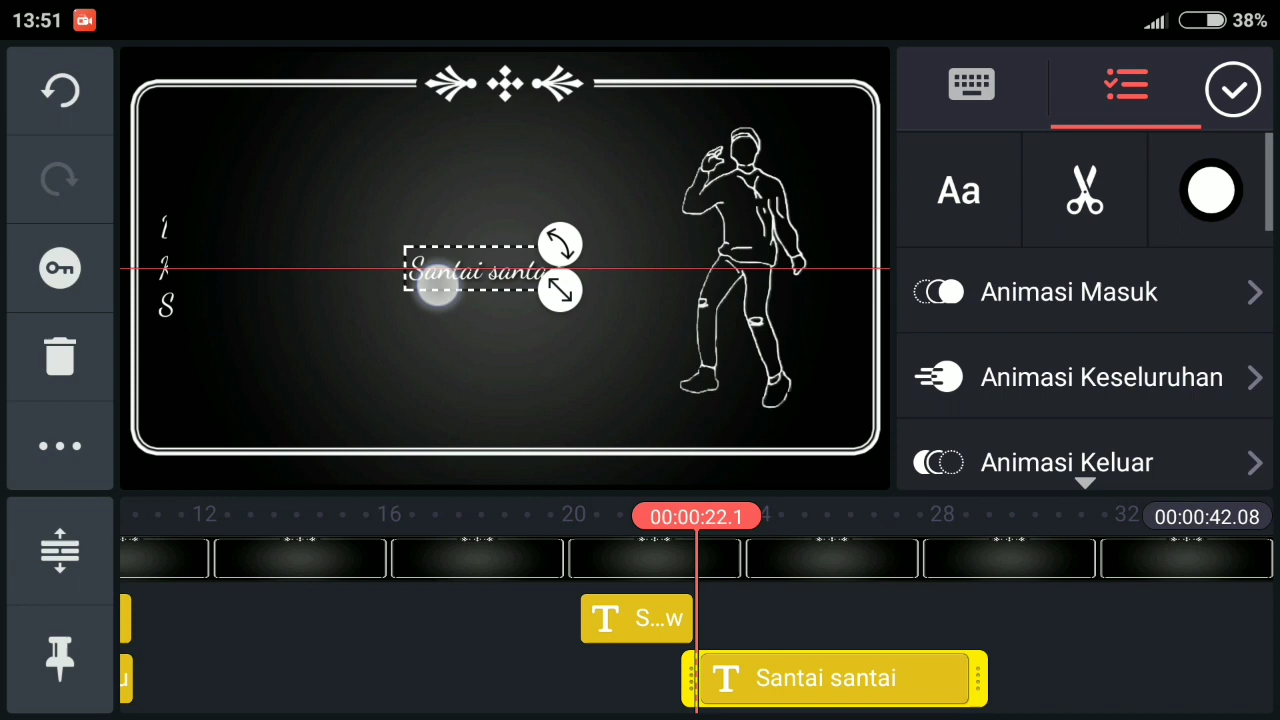 13:51
38%
Aa
S
Santai santa
Animasi Masuk
Animasi Keseluruhan
Animasi Keluar
12
16
20
00:00:22.1
4
28
32
00:00:42.08
S...w
u
Santai santai